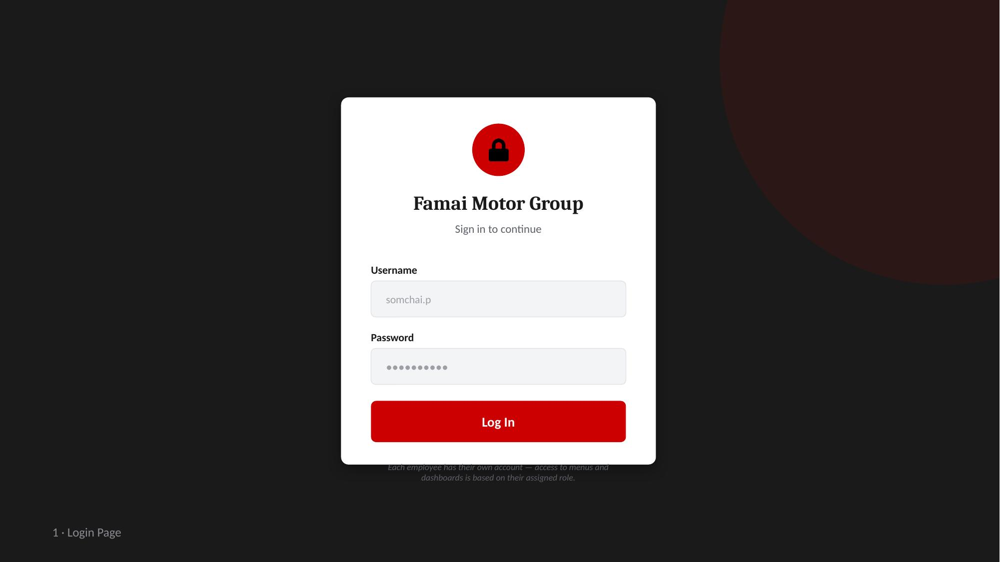 Famai Motor Group
Sign in to continue
Username
somchai.p
Password
••••••••••
Log In
Each employee has their own account — access to menus and
dashboards is based on their assigned role.
1 · Login Page